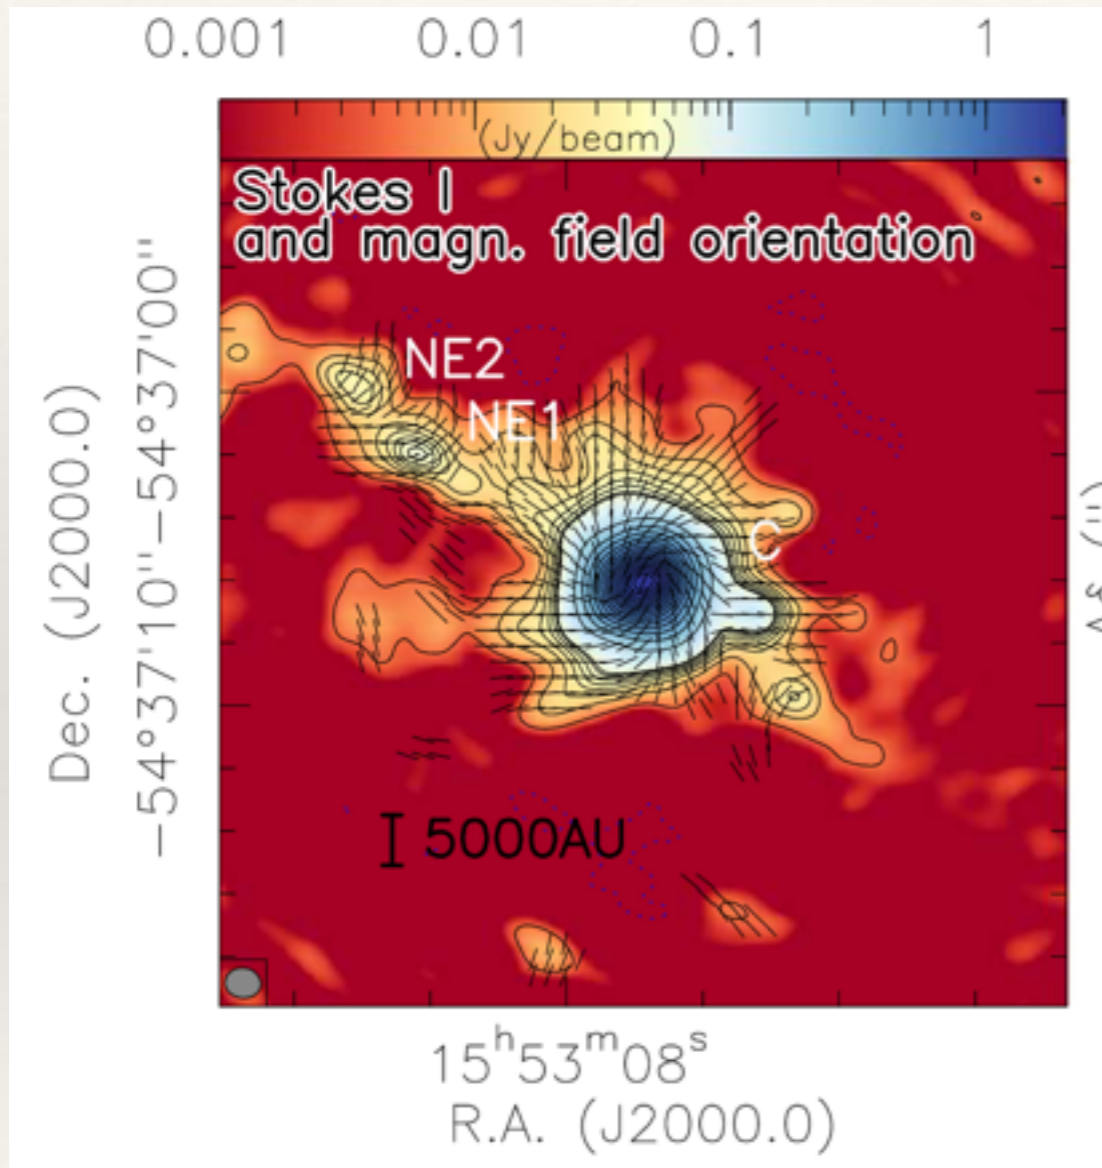 0.001 0.01 0.1 1
(Jy/beam)
Stokes I
and magn. field orientation
NE2
NE1
C
5000AU
Dec. (J2000.0)
−54°37'10" −54°37'00"
15h53m08s
R.A. (J2000.0)